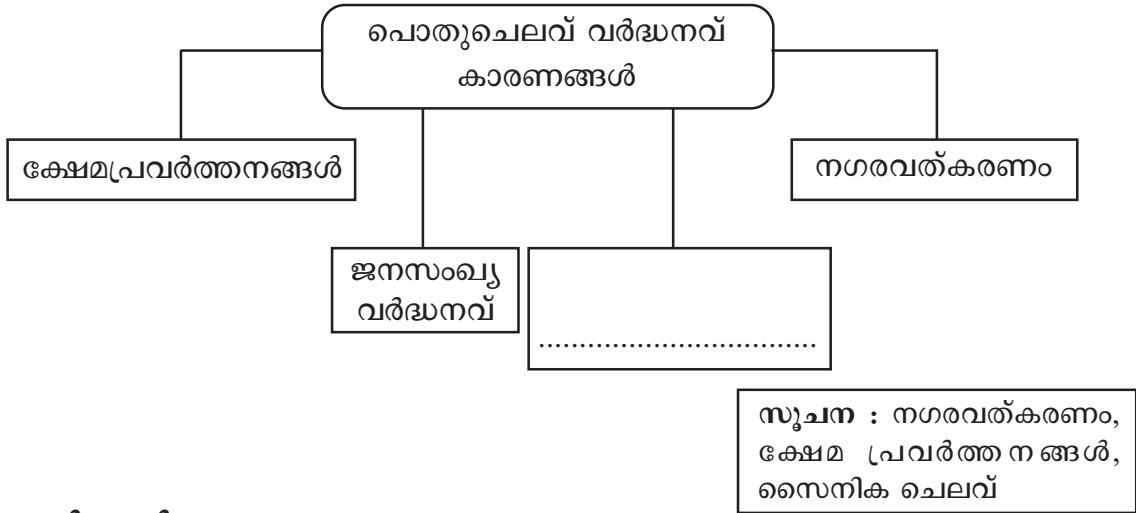 പൊതുചെലവ് വർദ്ധനവ്
കാരണങ്ങൾ
ക്ഷേമപ്രവർത്തനങ്ങൾ
നഗരവത്കരണം
ജനസംഖ്യ
വർദ്ധനവ്
..................................
സൂചന : നഗരവത്കരണം,
ക്ഷേമ പ്രവർത്തനങ്ങൾ,
സൈനിക ചെലവ്